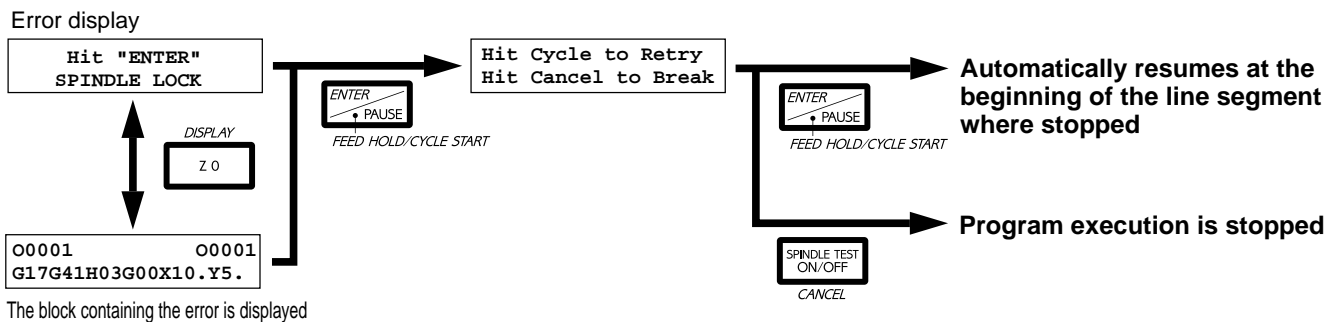 Error display
Hit "ENTER"
SPINDLE LOCK
DISPLAY
Z 0
O0001 O0001
G17G41H03G00X10.Y5.
The block containing the error is displayed
ENTER
PAUSE
FEED HOLD/CYCLE START
Hit Cycle to Retry
Hit Cancel to Break
ENTER
PAUSE
FEED HOLD/CYCLE START
Automatically resumes at the
beginning of the line segment
where stopped
SPINDLE TEST
ON/OFF
CANCEL
Program execution is stopped